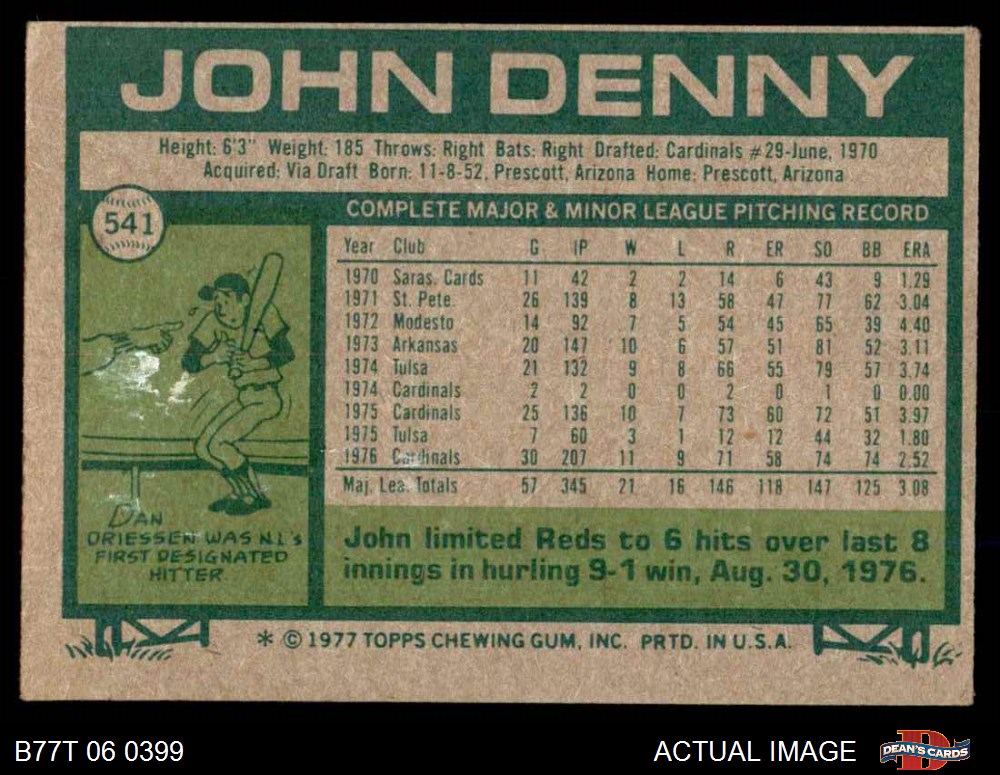 JOHN DENNY
Height: 6'3" Weight: 185 Throws: Right Bats: Right Drafted: Cardinals #29-June, 1970
Acquired: Via Draft Born: 11-8-52, Prescott, Arizona Home: Prescott, Arizona
541
COMPLETE MAJOR & MINOR LEAGUE PITCHING RECORD
Year Club G IP W L R ER SO BB ERA
1970 Saras. Cards 11 42 2 2 14 6 43 9 1.29
1971 St. Pete. 26 139 8 13 58 47 77 62 3.04
1972 Modesto 14 92 7 5 54 45 65 39 4.40
1973 Arkansas 20 147 10 6 57 51 81 52 3.11
1974 Tulsa 21 132 9 8 66 55 79 57 3.74
1974 Cardinals 2 2 0 0 2 0 1 0 0.00
1975 Cardinals 25 136 10 7 73 60 72 51 3.97
1975 Tulsa 7 60 3 1 12 12 44 32 1.80
1976 Cardinals 30 207 11 9 71 58 74 74 2.52
Maj. Lea. Totals 57 345 21 16 146 118 147 125 3.08
DAN
DRIESSEN WAS N.L's
FIRST DESIGNATED
HITTER
John limited Reds to 6 hits over last 8
innings in hurling 9-1 win, Aug. 30, 1976.
* © 1977 TOPPS CHEWING GUM, INC. PRTD. IN U.S.A.
B77T 06 0399
ACTUAL IMAGE
D
DEAN'S CARDS